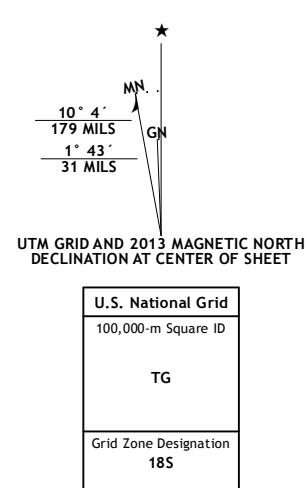 ★
MN
10° 4´
179 MILS
GN
1° 43´
31 MILS
UTM GRID AND 2013 MAGNETIC NORTH
DECLINATION AT CENTER OF SHEET
U.S. National Grid
100,000-m Square ID
TG
Grid Zone Designation
18S